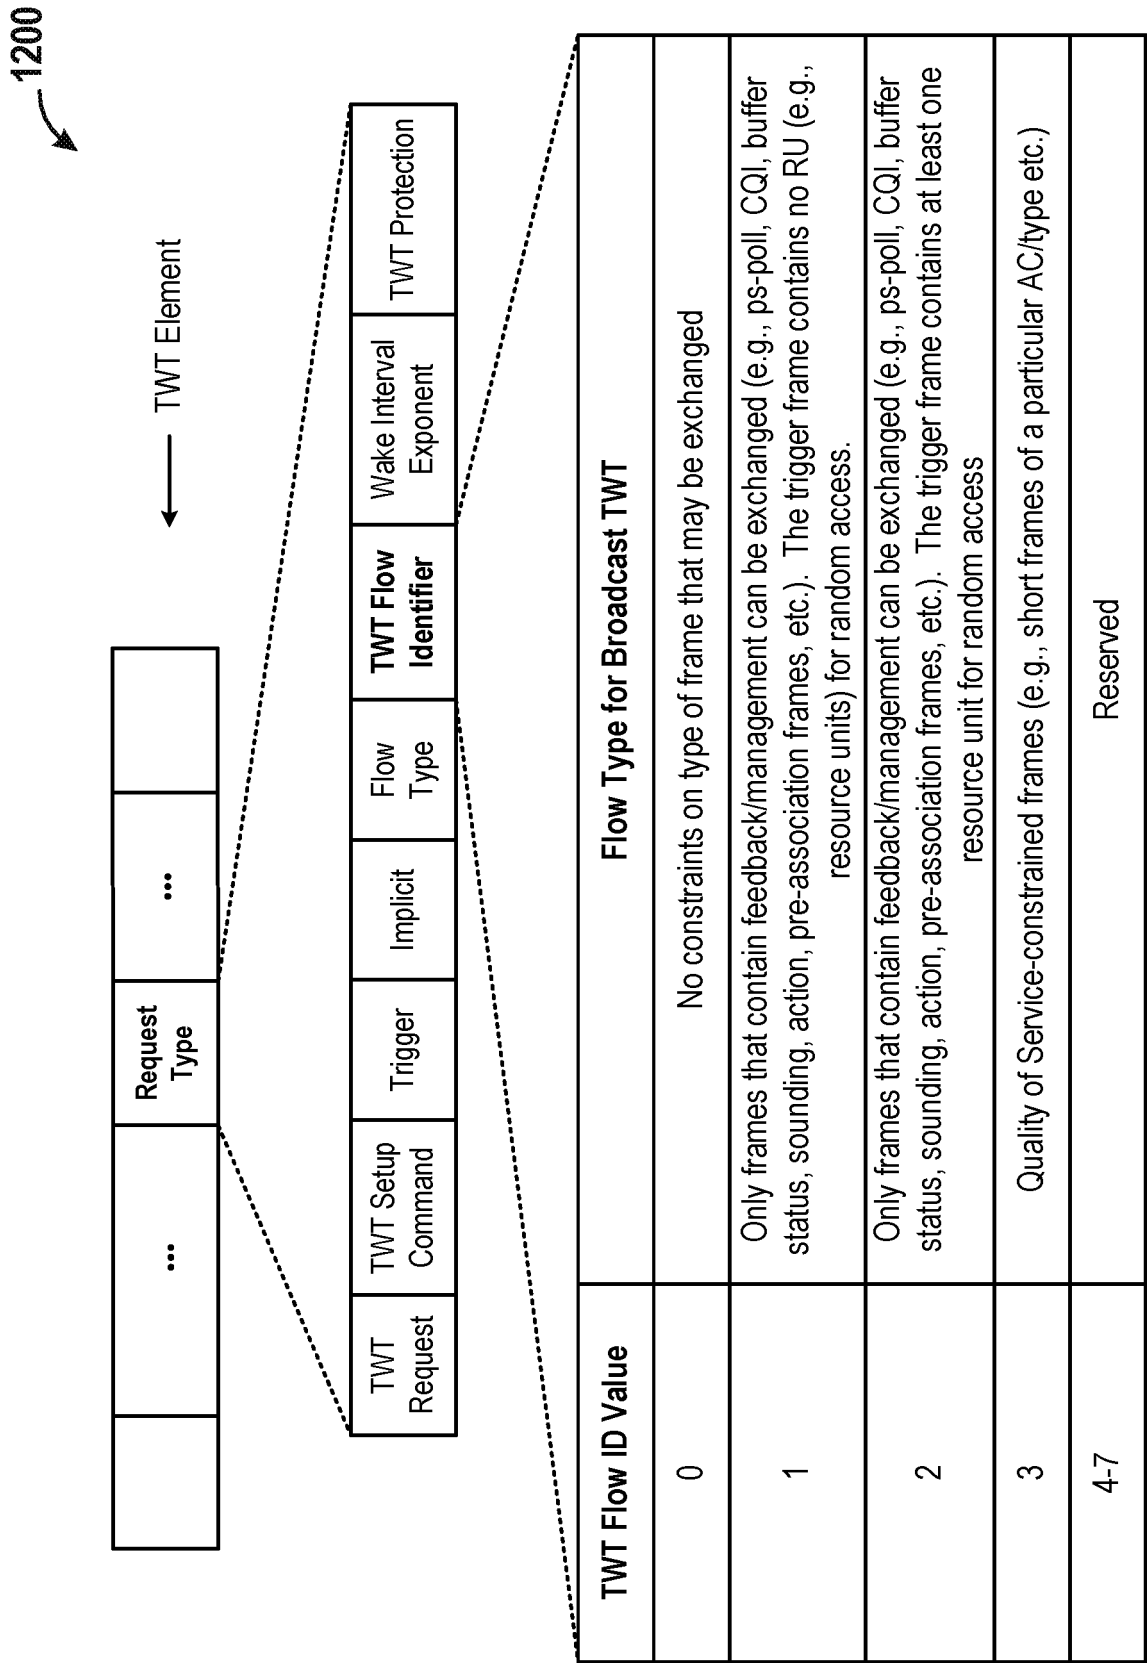 1200
TWT Element
...
Request
Type
...
TWT
Request
TWT Setup
Command
Trigger
Implicit
Flow
Type
TWT Flow
Identifier
Wake Interval
Exponent
TWT Protection
TWT Flow ID Value
Flow Type for Broadcast TWT
0
No constraints on type of frame that may be exchanged
1
Only frames that contain feedback/management can be exchanged (e.g., ps-poll, CQI, buffer
status, sounding, action, pre-association frames, etc.). The trigger frame contains no RU (e.g.,
resource units) for random access.
2
Only frames that contain feedback/management can be exchanged (e.g., ps-poll, CQI, buffer
status, sounding, action, pre-association frames, etc.). The trigger frame contains at least one
resource unit for random access
3
Quality of Service-constrained frames (e.g., short frames of a particular AC/type etc.)
4-7
Reserved